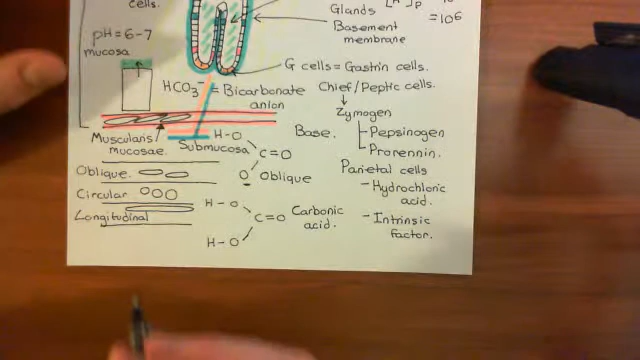 cells.
Glands
= 10⁶
Basement
membrane
pH = 6-7
mucosa
G cells = Gastrin cells.
HCO₃⁻ = Bicarbonate
anion
Chief/Peptic cells.
Zymogen
Pepsinogen
Prorennin.
Muscularis
mucosae.
Submucosa
H-O
C=O
O
Base.
Oblique.
Oblique
Circular
Longitudinal
H-O
C=O
H-O
Carbonic
acid.
Parietal cells
- Hydrochloric
acid.
- Intrinsic
Factor.